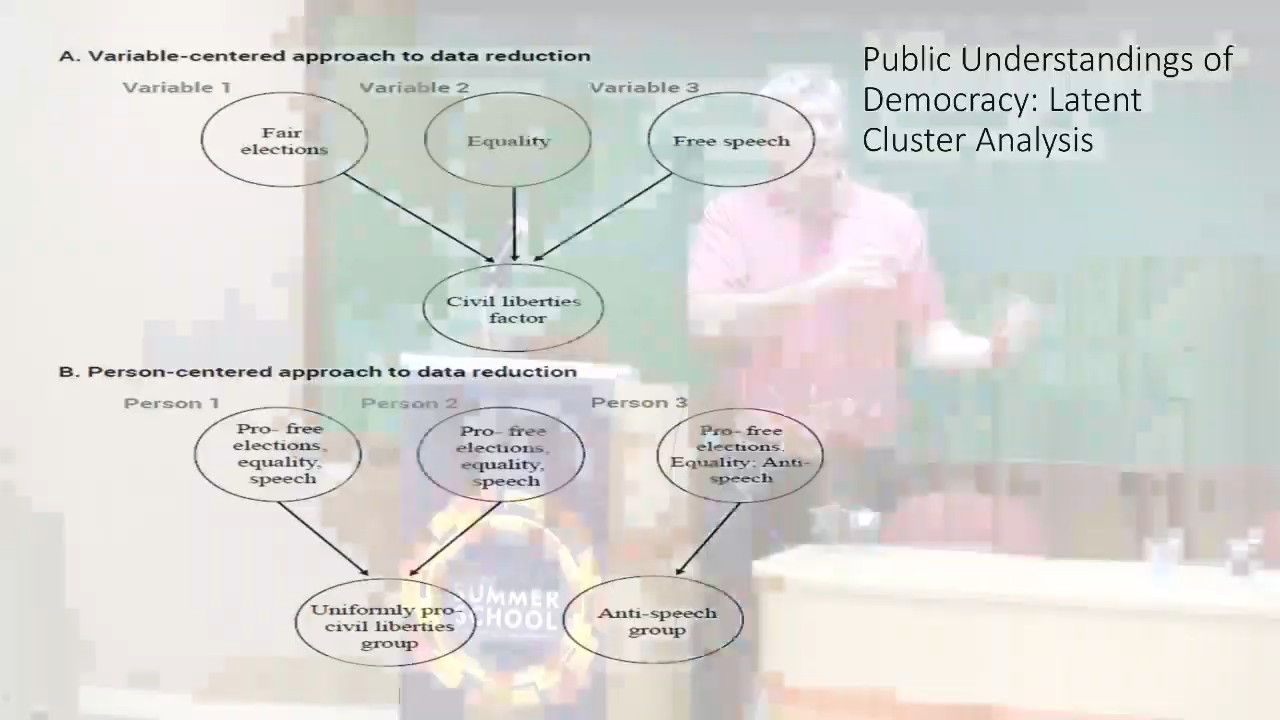 A. Variable-centered approach to data reduction
Variable 1
Variable 2
Variable 3
Fair
elections
Equality
Free speech
Civil liberties
factor
B. Person-centered approach to data reduction
Person 1
Person 2
Person 3
Pro- free
elections,
equality,
speech
Pro- free
elections,
equality,
speech
Pro- free
elections,
Equality; Anti-
speech
Uniformly pro-
civil liberties
group
Anti-speech
group
Public Understandings of
Democracy: Latent
Cluster Analysis
SUMMER
SCHOOL